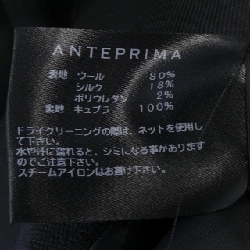 ANTEPRIMA
表地 ウール 80%
シルク 18%
ポリウレタン 2%
裏地 キュプラ 100%
ドライクリーニングの際は、ネットを使用し
て下さい。
水や汗に濡れると、シミになる事があります
のでご注意下さい。
スチームアイロンはお避け下さい。